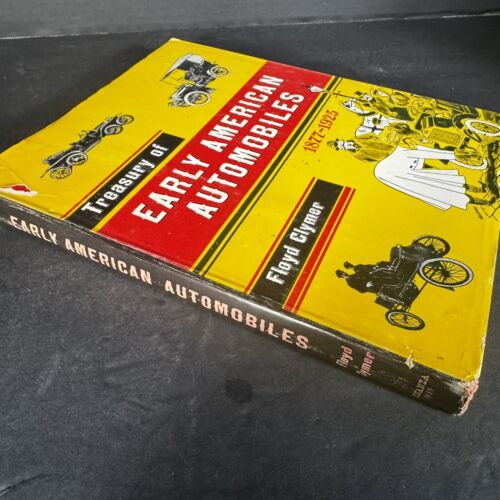 Treasury of
EARLY AMERICAN
AUTOMOBILES
1877-1925
Floyd Clymer
EARLY AMERICAN AUTOMOBILES
Floyd
Clymer